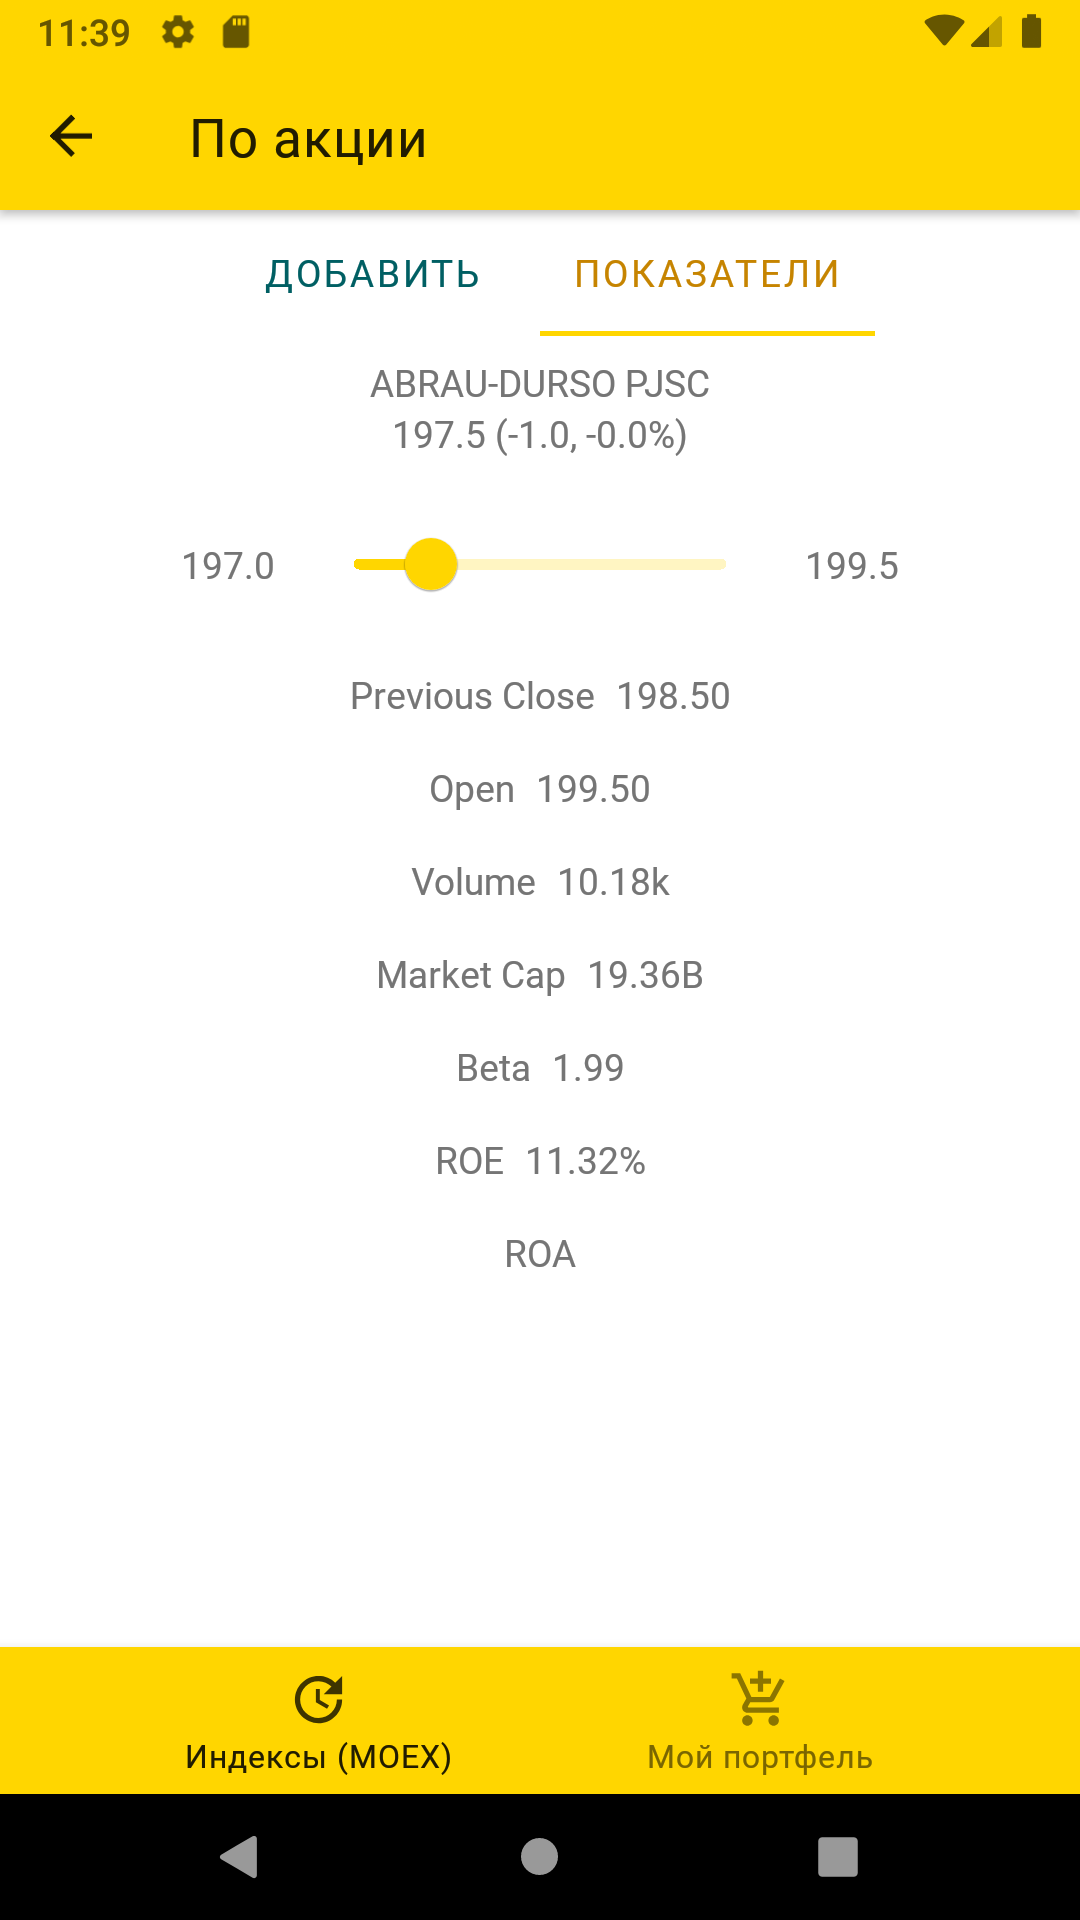 11:39
По акции
ДОБАВИТЬ ПОКАЗАТЕЛИ
ABRAU-DURSO PJSC
197.5 (-1.0, -0.0%)
197.0 199.5
Previous Close 198.50
Open 199.50
Volume 10.18k
Market Cap 19.36B
Beta 1.99
ROE 11.32%
ROA
Индексы (MOEX) Мой портфель